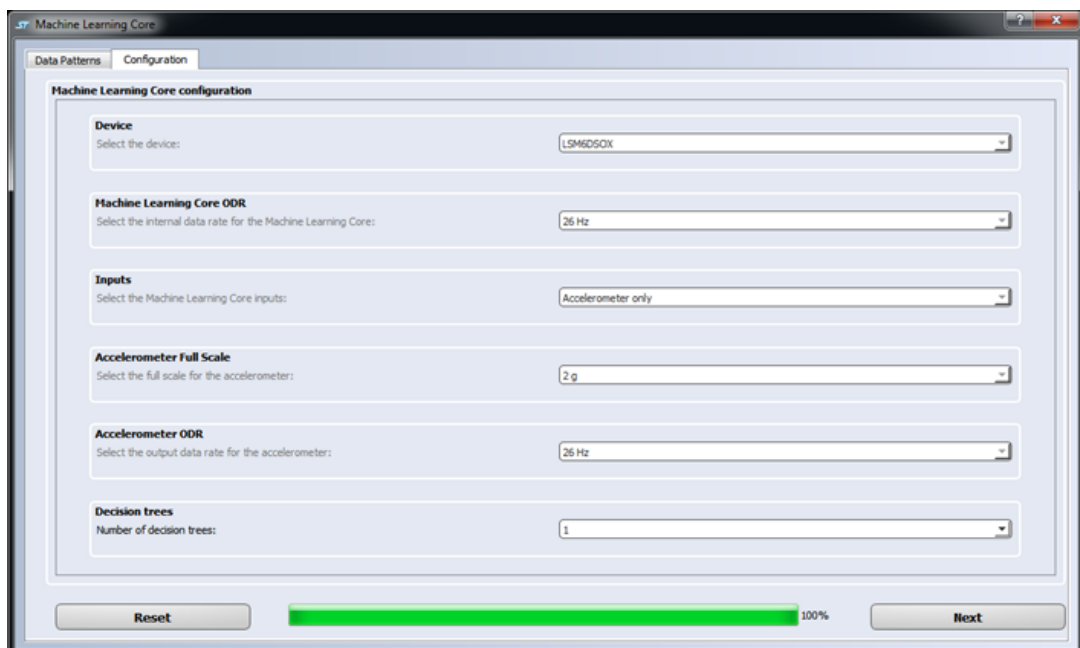 ST Machine Learning Core
? X
Data Patterns Configuration
Machine Learning Core configuration
Device
Select the device: LSM6DSOX
Machine Learning Core ODR
Select the internal data rate for the Machine Learning Core: 26 Hz
Inputs
Select the Machine Learning Core inputs: Accelerometer only
Accelerometer Full Scale
Select the full scale for the accelerometer: 2 g
Accelerometer ODR
Select the output data rate for the accelerometer: 26 Hz
Decision trees
Number of decision trees: 1
Reset 100% Next